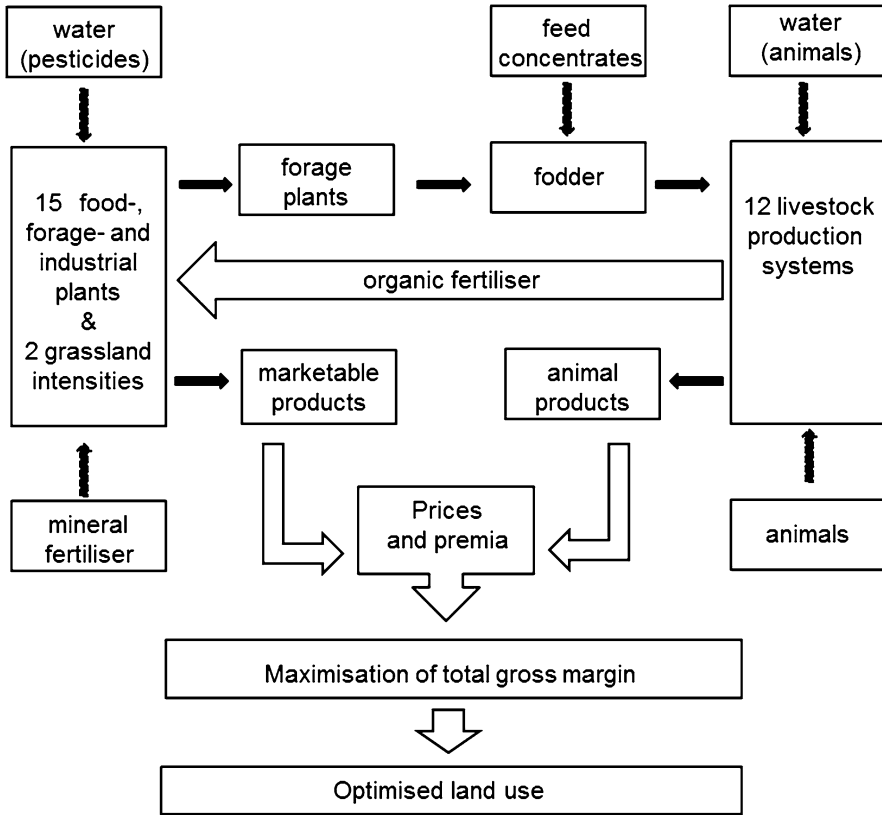 water
(pesticides)
feed
concentrates
water
(animals)
15 food-,
forage- and
industrial
plants
&
2 grassland
intensities
forage
plants
fodder
12 livestock
production
systems
organic fertiliser
marketable
products
animal
products
mineral
fertiliser
Prices
and premia
animals
Maximisation of total gross margin
Optimised land use